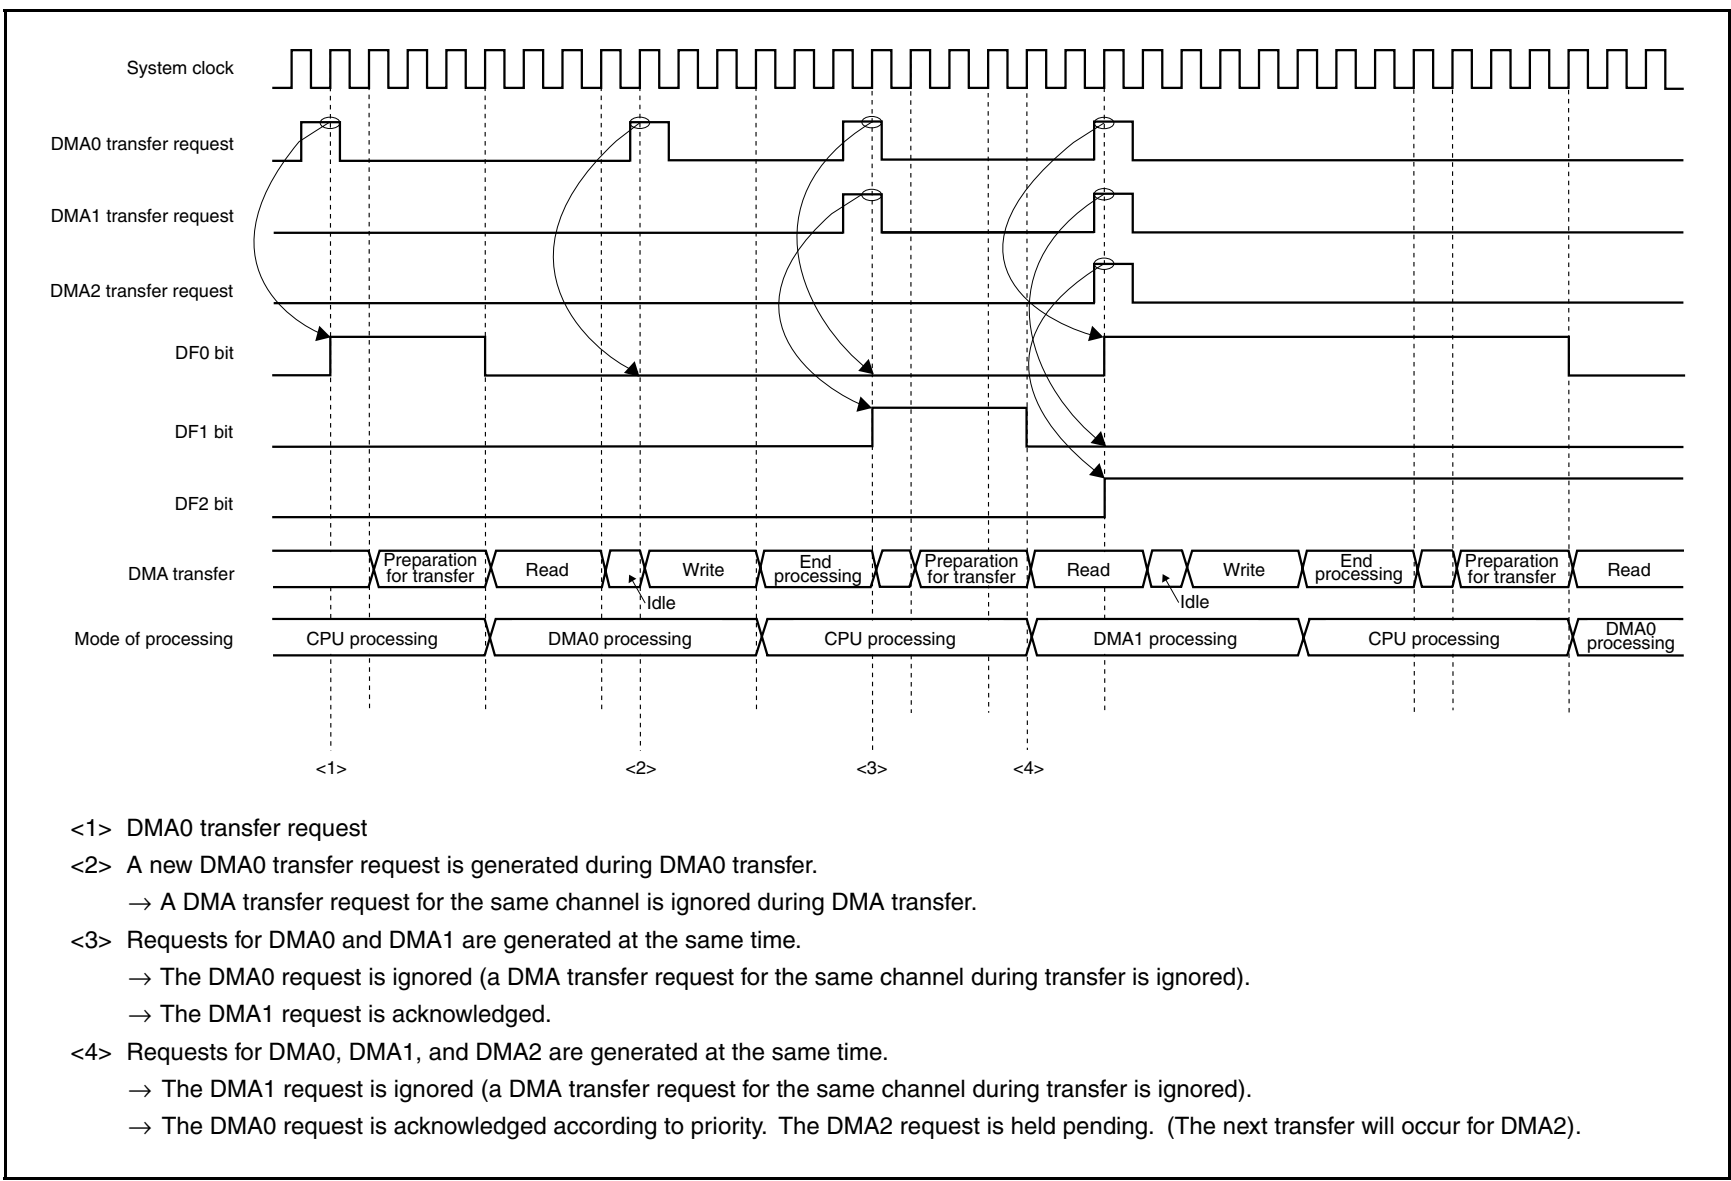 System clock
DMA0 transfer request
DMA1 transfer request
DMA2 transfer request
DF0 bit
DF1 bit
DF2 bit
DMA transfer
Preparation
for transfer
Read
Idle
Write
End
processing
Preparation
for transfer
Read
Idle
Write
End
processing
Preparation
for transfer
Read
Mode of processing
CPU processing
DMA0 processing
CPU processing
DMA1 processing
CPU processing
DMA0
processing
<1>
<2>
<3>
<4>
<1> DMA0 transfer request
<2> A new DMA0 transfer request is generated during DMA0 transfer.
→ A DMA transfer request for the same channel is ignored during DMA transfer.
<3> Requests for DMA0 and DMA1 are generated at the same time.
→ The DMA0 request is ignored (a DMA transfer request for the same channel during transfer is ignored).
→ The DMA1 request is acknowledged.
<4> Requests for DMA0, DMA1, and DMA2 are generated at the same time.
→ The DMA1 request is ignored (a DMA transfer request for the same channel during transfer is ignored).
→ The DMA0 request is acknowledged according to priority. The DMA2 request is held pending. (The next transfer will occur for DMA2).